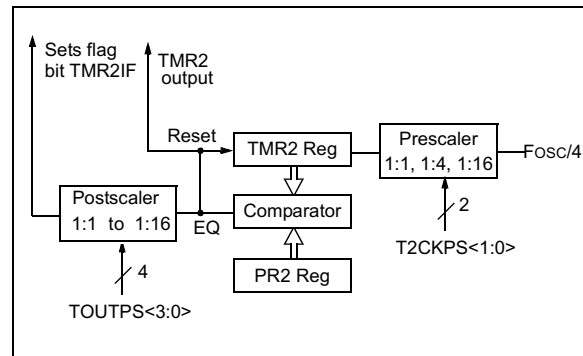 Sets flag
bit TMR2IF
TMR2
output
Reset
TMR2 Reg
Prescaler
1:1, 1:4, 1:16
FOSC/4
Postscaler
1:1 to 1:16
EQ
Comparator
2
T2CKPS<1:0>
4
PR2 Reg
TOUTPS<3:0>